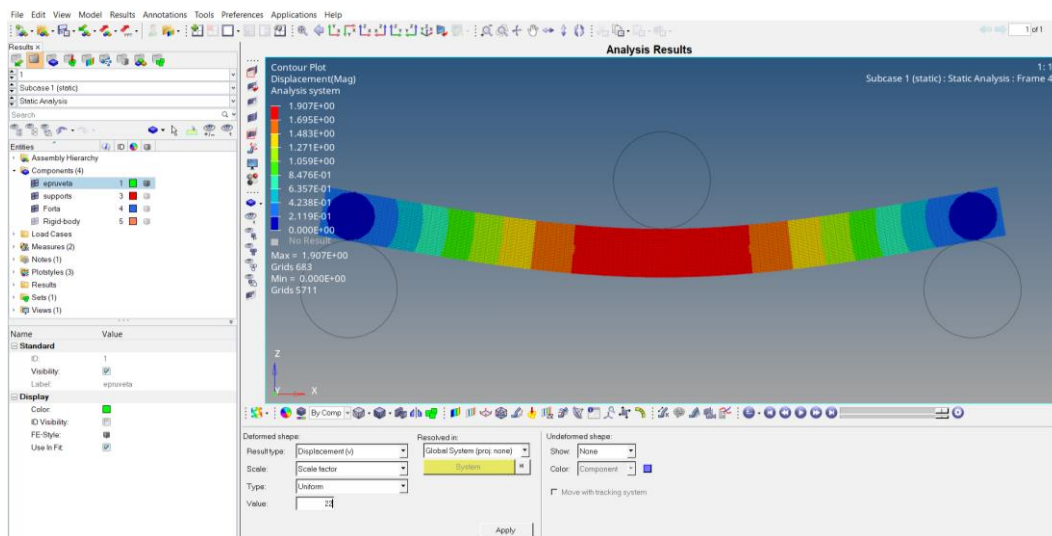 File Edit View Model Results Annotations Tools Preferences Applications Help
1 of 1
Results
Analysis Results
1
Subcase 1 (static)
Static Analysis
Search
Entities ID
Assembly Hierarchy
Components (4)
epruveta 1
supports 3
Forta 4
Rigid-body 5
Load Cases
Measures (2)
Notes (1)
Plotstyles (3)
Results
Sets (1)
Views (1)
Name Value
Standard
ID: 1
Visibility:
Label: epruveta
Display
Color:
ID Visibility:
FE-Style:
Use In Fit:
Contour Plot
Displacement(Mag)
Analysis system
1.907E+00
1.695E+00
1.483E+00
1.271E+00
1.059E+00
8.476E-01
6.357E-01
4.238E-01
2.119E-01
0.000E+00
No Result
Max = 1.907E+00
Grids 683
Min = 0.000E+00
Grids 5711
1: 1
Subcase 1 (static) : Static Analysis : Frame 4
Z
Y X
By Comp
Deformed shape:
Result type: Displacement (v)
Scale: Scale factor
Type: Uniform
Value: 22
Resolved in:
Global System (proj: none)
System
Apply
Undeformed shape:
Show: None
Color: Component
Move with tracking system